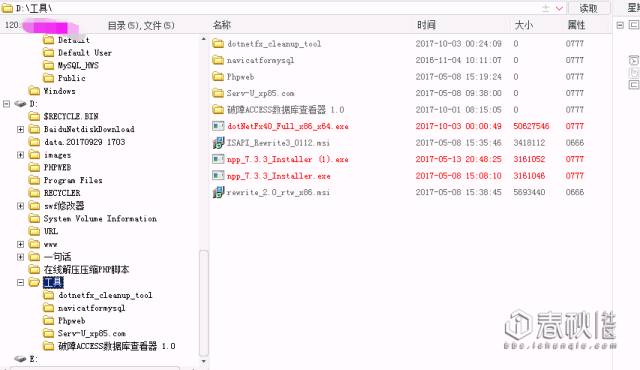 D:\工具\ 读取
120. 目录(5),文件(5) 名称 时间 大小 属性
Default
Default User
MySQL_HWS
Public
Windows
D:
$RECYCLE.BIN
BaiduNetdiskDownload
data.20170929 1703
images
PHPWEB
Program Files
RECYCLER
swf修改器
System Volume Information
URL
www
一句话
在线解压压缩PHP脚本
工具
dotnetfx_cleanup_tool
navicatformysql
Phpweb
Serv-U_xp85.com
破障ACCESS数据库查看器 1.0
E:
dotnetfx_cleanup_tool 2017-10-03 00:24:09 0 0777
navicatformysql 2016-11-04 10:11:07 0 0777
Phpweb 2017-05-08 15:19:24 0 0777
Serv-U_xp85.com 2017-05-08 09:38:00 0 0777
破障ACCESS数据库查看器 1.0 2017-10-01 08:15:05 0 0777
dotNetFx40_Full_x86_x64.exe 2017-10-03 00:00:49 50627546 0777
ISAPI_Rewrite3_0112.msi 2017-05-08 15:35:46 3418112 0666
npp_7.3.3_Installer (1).exe 2017-05-13 20:48:25 3161052 0777
npp_7.3.3_Installer.exe 2017-05-08 15:08:10 3161046 0777
rewrite_2.0_rtw_x86.msi 2017-05-08 15:38:45 5693440 0666
春秋社区
bbs.ichunqiu.com